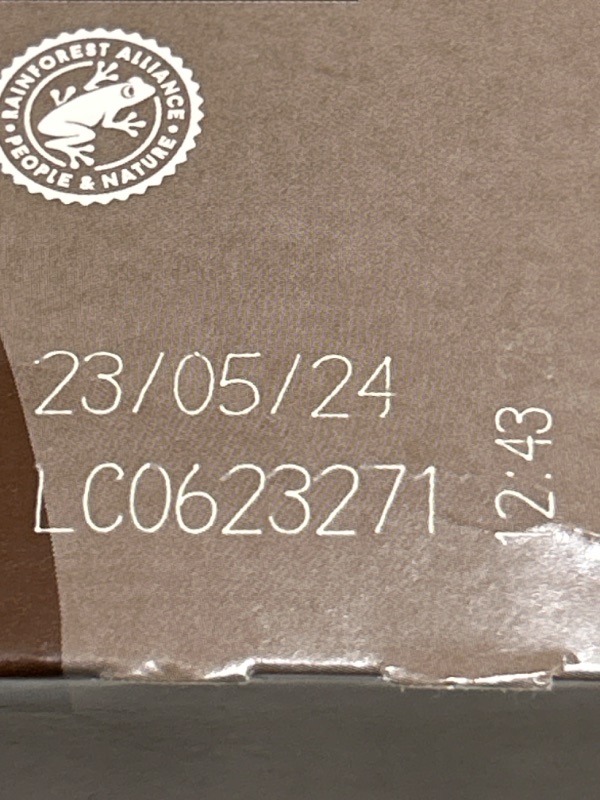 RAINFOREST ALLIANCE
PEOPLE & NATURE
23/05/24
LC0623271
12:43